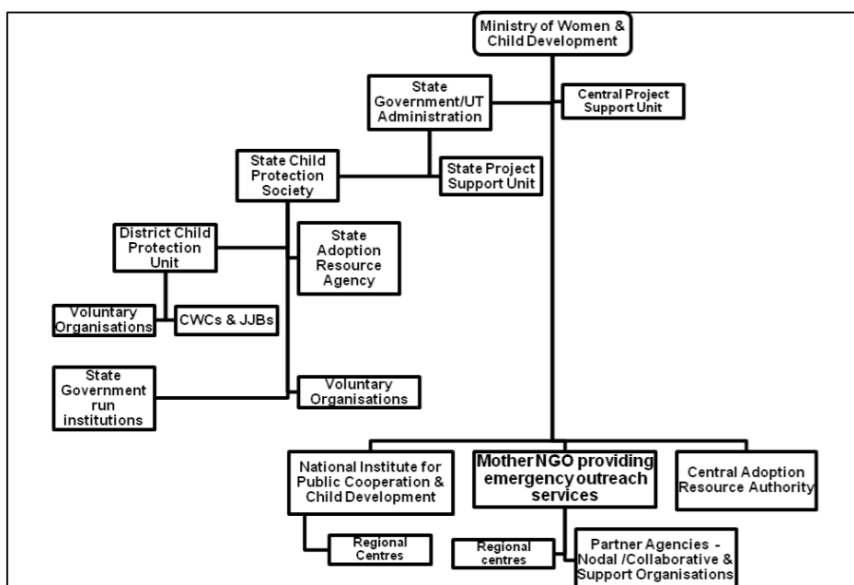 Ministry of Women &
Child Development
State
Government/UT
Administration
Central Project
Support Unit
State Child
Protection
Society
State Project
Support Unit
District Child
Protection
Unit
State
Adoption
Resource
Agency
Voluntary
Organisations
CWCs & JJBs
State
Government
run
institutions
Voluntary
Organisations
National Institute for
Public Cooperation &
Child Development
Mother NGO providing
emergency outreach
services
Central Adoption
Resource Authority
Regional
Centres
Regional centres
Partner Agencies -
Nodal /Collaborative &
Support Organisations